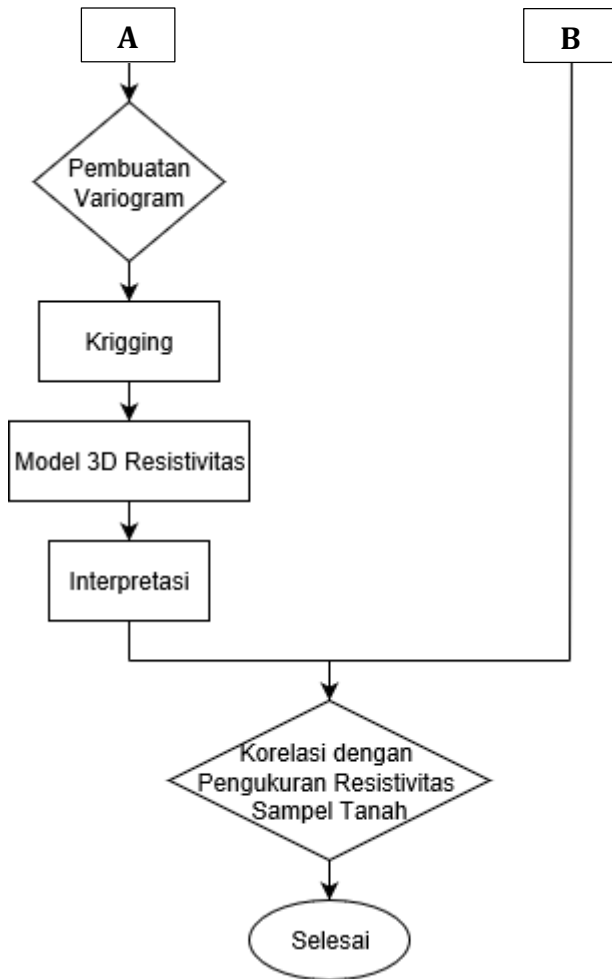 A
B
Pembuatan
Variogram
Krigging
Model 3D Resistivitas
Interpretasi
Korelasi dengan
Pengukuran Resistivitas
Sampel Tanah
Selesai